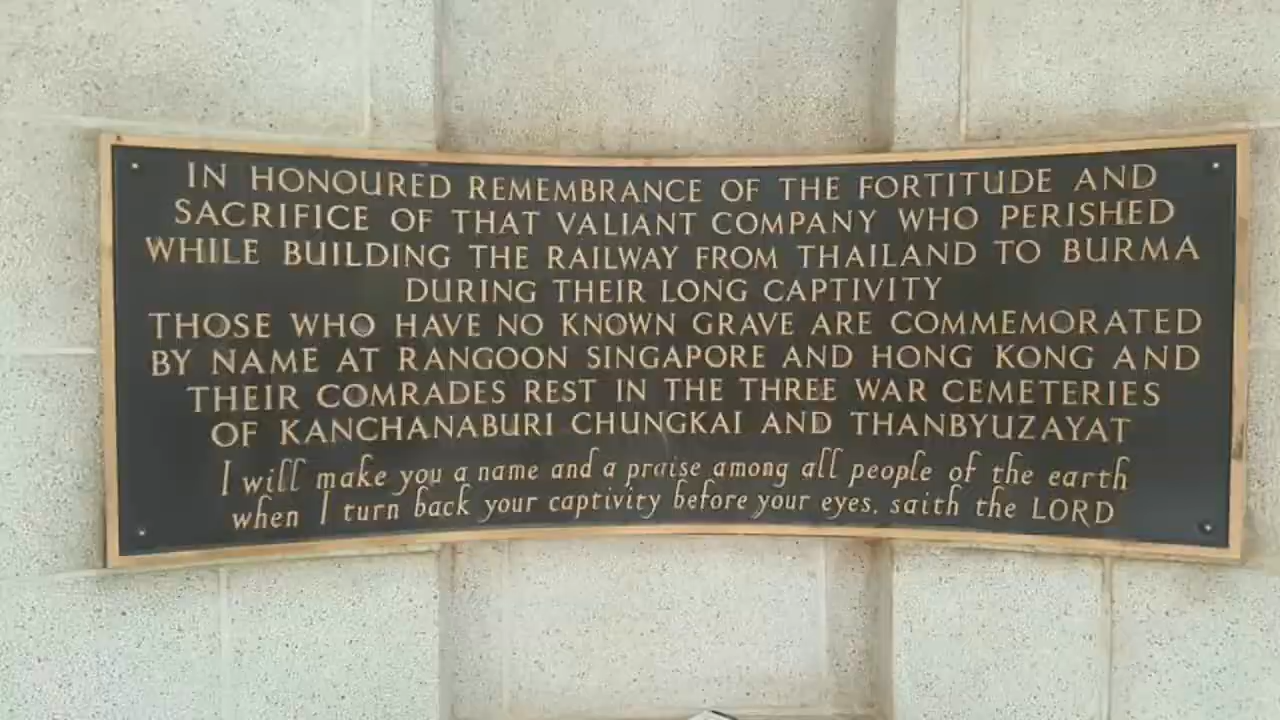 IN HONOURED REMEMBRANCE OF THE FORTITUDE AND
SACRIFICE OF THAT VALIANT COMPANY WHO PERISHED
WHILE BUILDING THE RAILWAY FROM THAILAND TO BURMA
DURING THEIR LONG CAPTIVITY
THOSE WHO HAVE NO KNOWN GRAVE ARE COMMEMORATED
BY NAME AT RANGOON SINGAPORE AND HONG KONG AND
THEIR COMRADES REST IN THE THREE WAR CEMETERIES
OF KANCHANABURI CHUNGKAI AND THANBYUZAYAT
I will make you a name and a praise among all people of the earth
when I turn back your captivity before your eyes, saith the LORD